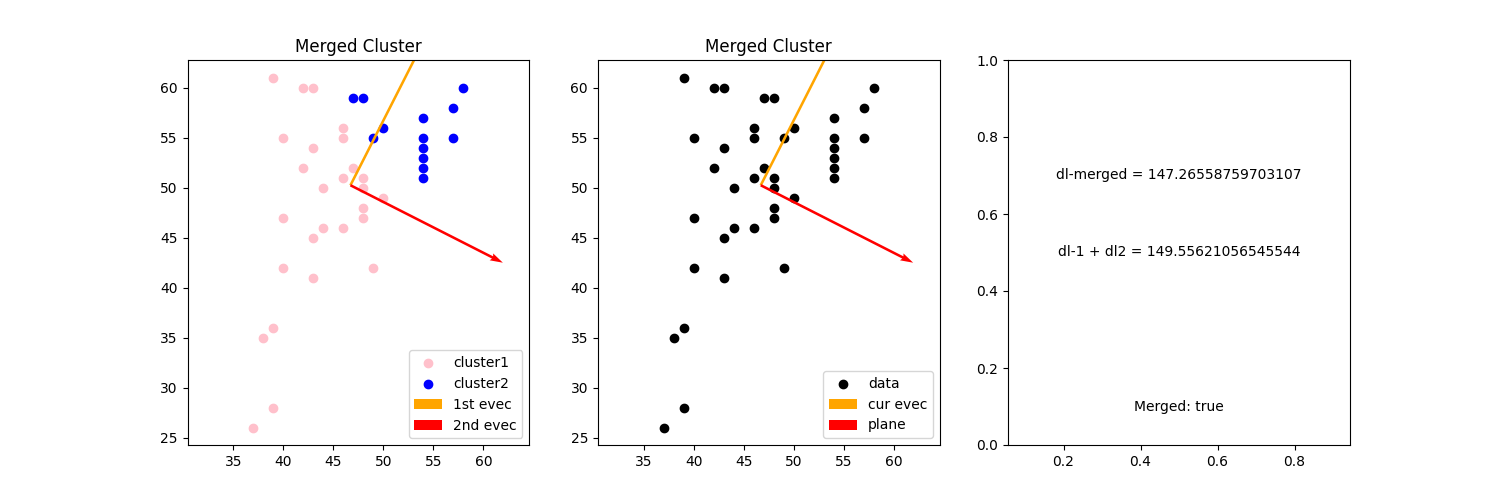 Merged Cluster
60
55
50
45
40
35
30
25
35 40 45 50 55 60
cluster1
cluster2
1st evec
2nd evec
Merged Cluster
60
55
50
45
40
35
30
25
35 40 45 50 55 60
data
cur evec
plane
1.0
0.8
0.6
0.4
0.2
0.0
0.2 0.4 0.6 0.8
dl-merged = 147.26558759703107
dl-1 + dl2 = 149.55621056545544
Merged: true